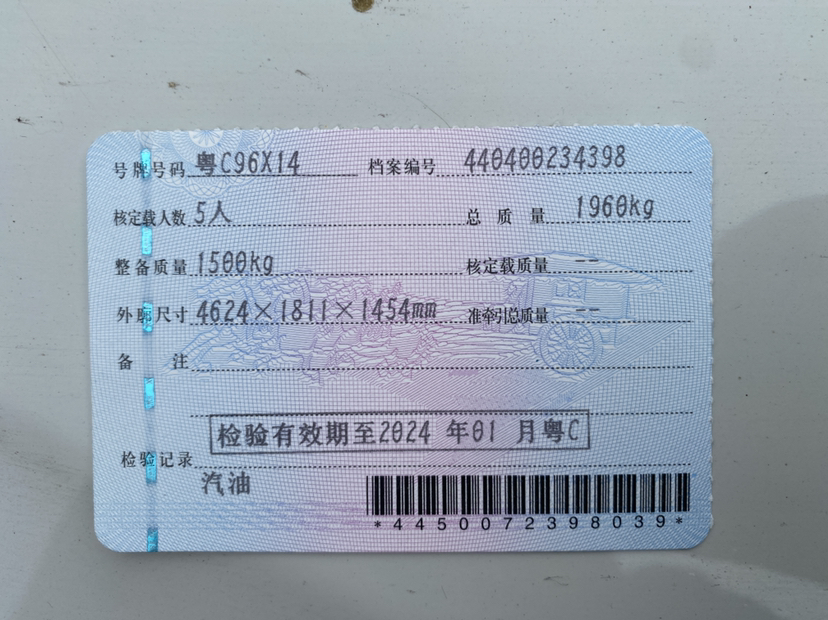 号牌号码 粤C96X14 档案编号 440400234398
核定载人数 5人 总质量 1960kg
整备质量 1500kg 核定载质量 --
外廓尺寸 4624×1811×1454mm 准牵引总质量 --
备注
检验有效期至2024年01月粤C
检验记录
汽油
*4450072398039*